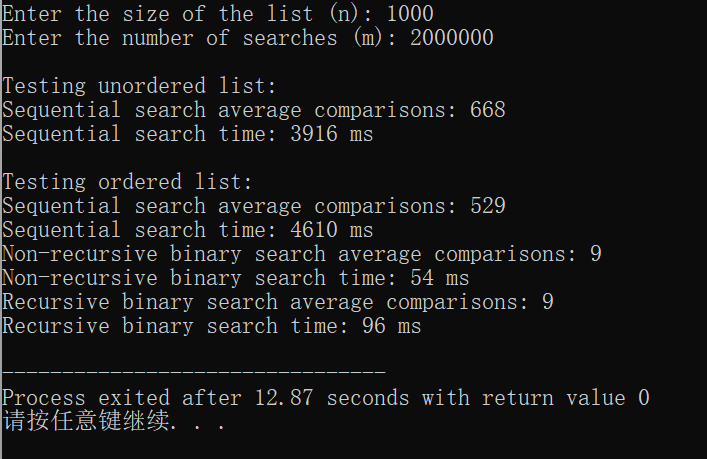 Enter the size of the list (n): 1000
Enter the number of searches (m): 2000000
Testing unordered list:
Sequential search average comparisons: 668
Sequential search time: 3916 ms
Testing ordered list:
Sequential search average comparisons: 529
Sequential search time: 4610 ms
Non-recursive binary search average comparisons: 9
Non-recursive binary search time: 54 ms
Recursive binary search average comparisons: 9
Recursive binary search time: 96 ms
--------------------------------
Process exited after 12.87 seconds with return value 0
请按任意键继续. . .